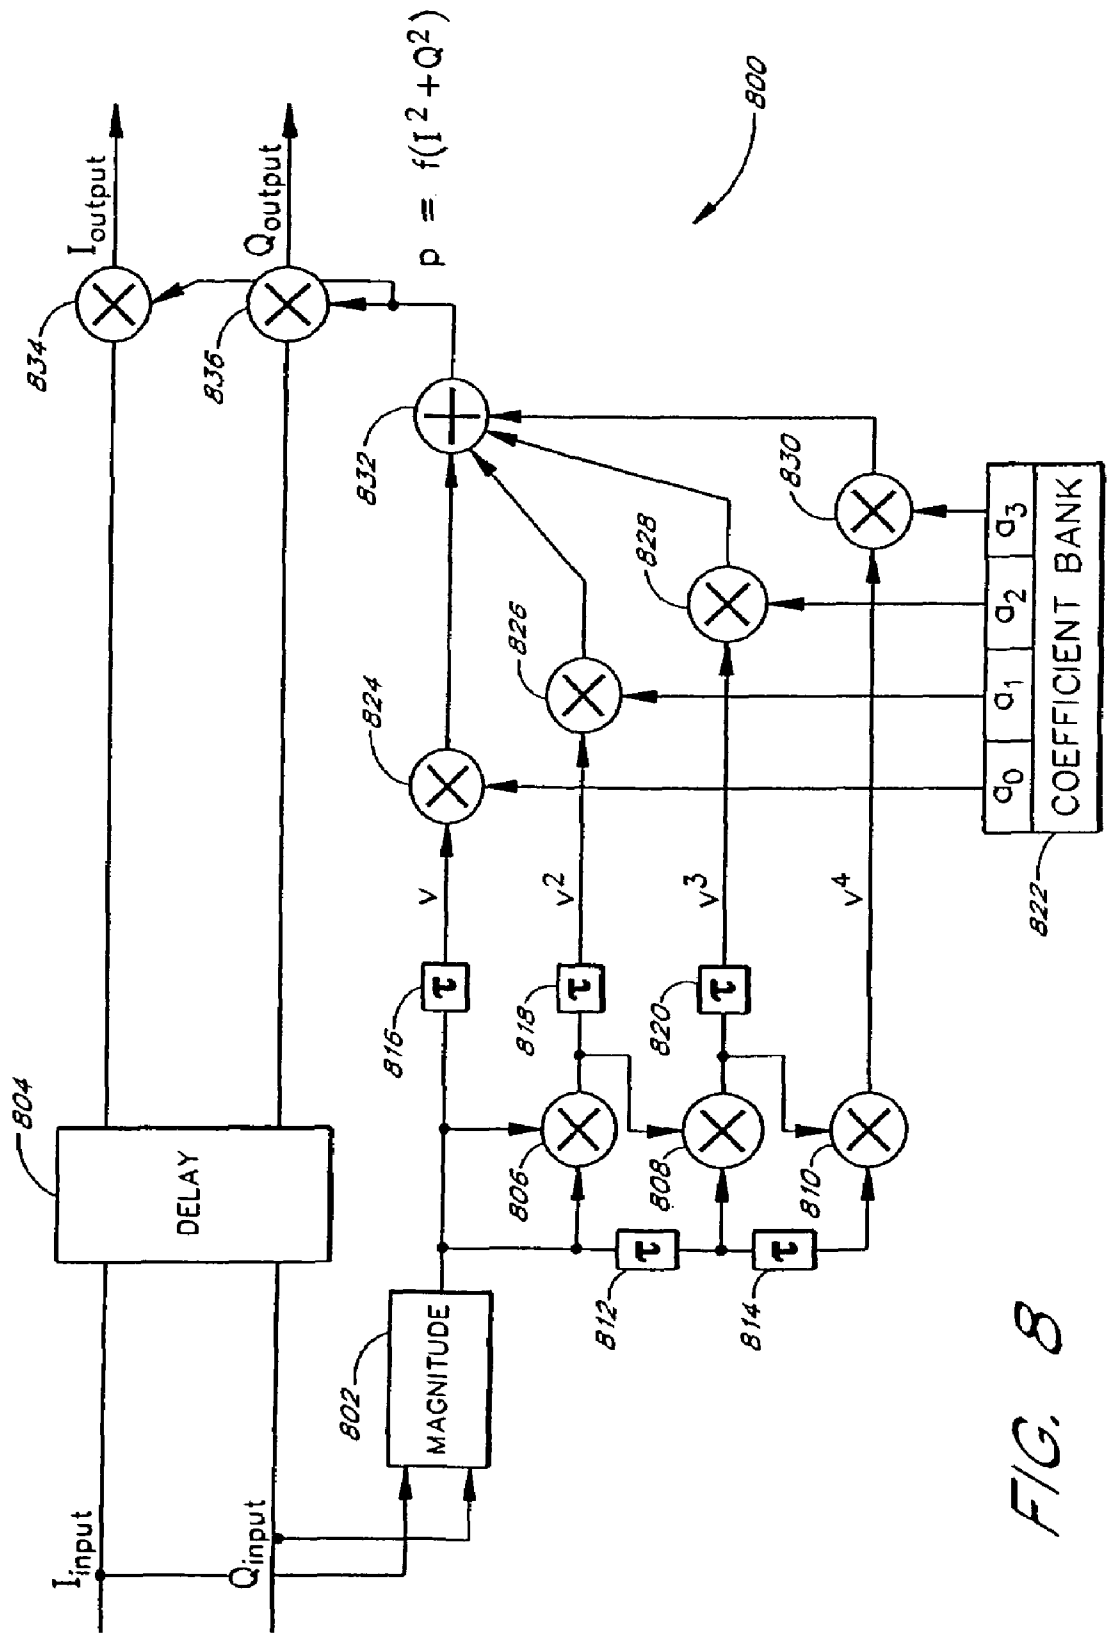 I_output
Q_output
834
836
p = f(I² + Q²)
800
804
DELAY
832
824
826
828
830
I_input
Q_input
802
MAGNITUDE
816
τ
v
818
τ
v²
820
τ
v³
v⁴
806
808
810
812
τ
814
τ
a₀
a₁
a₂
a₃
COEFFICIENT BANK
822
FIG. 8